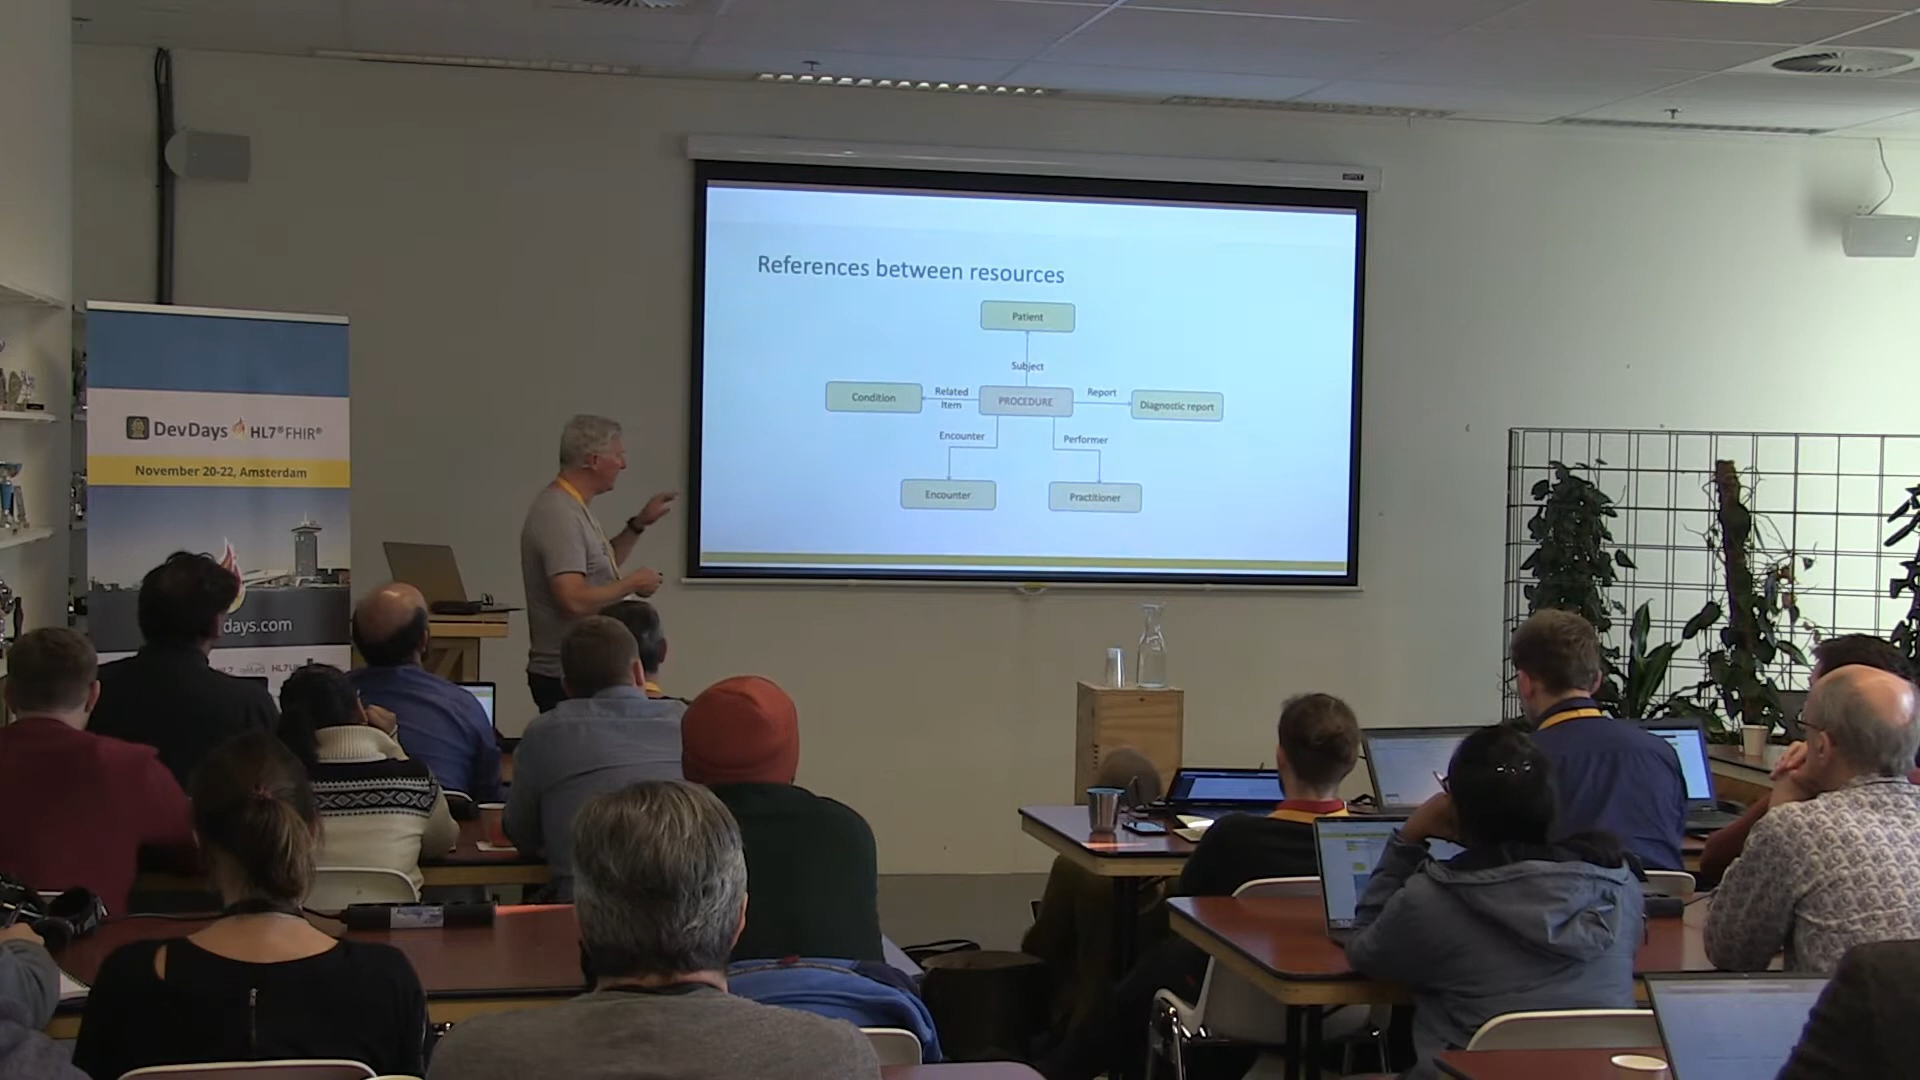 References between resources
Patient
Subject
Condition
Related
Item
PROCEDURE
Report
Diagnostic report
Encounter
Performer
Encounter
Practitioner
DevDays HL7® FHIR®
November 20-22, Amsterdam
days.com
HL7